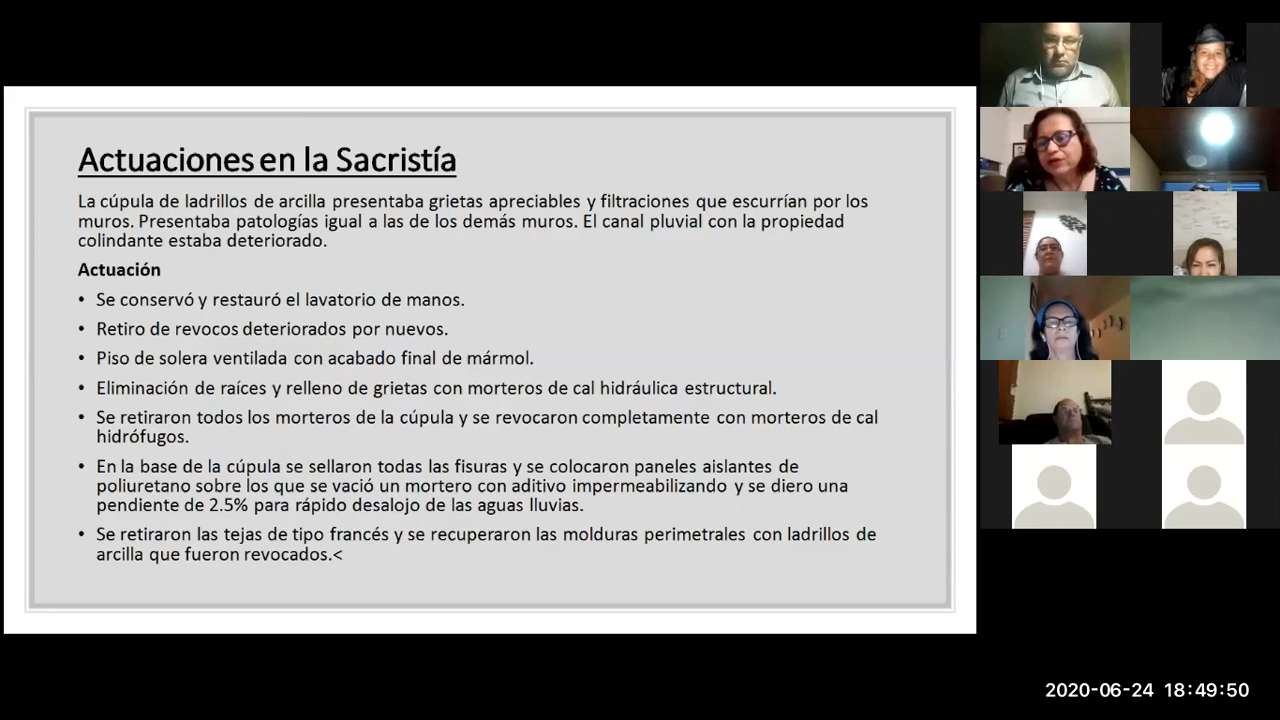 Actuaciones en la Sacristía
La cúpula de ladrillos de arcilla presentaba grietas apreciables y filtraciones que escurrían por los
muros. Presentaba patologías igual a las de los demás muros. El canal pluvial con la propiedad
colindante estaba deteriorado.
Actuación
• Se conservó y restauró el lavatorio de manos.
• Retiro de revocos deteriorados por nuevos.
• Piso de solera ventilada con acabado final de mármol.
• Eliminación de raíces y relleno de grietas con morteros de cal hidráulica estructural.
• Se retiraron todos los morteros de la cúpula y se revocaron completamente con morteros de cal
hidrófugos.
• En la base de la cúpula se sellaron todas las fisuras y se colocaron paneles aislantes de
poliuretano sobre los que se vació un mortero con aditivo impermeabilizando y se diero una
pendiente de 2.5% para rápido desalojo de las aguas lluvias.
• Se retiraron las tejas de tipo francés y se recuperaron las molduras perimetrales con ladrillos de
arcilla que fueron revocados.<
2020-06-24 18:49:50